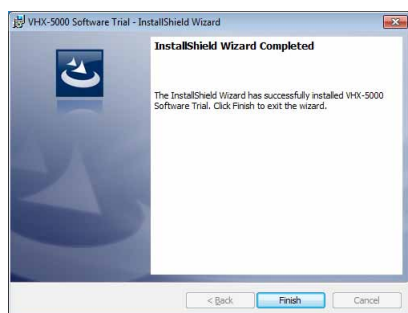 VHX-5000 Software Trial - InstallShield Wizard
InstallShield Wizard Completed
The InstallShield Wizard has successfully installed VHX-5000
Software Trial. Click Finish to exit the wizard.
< Back
Finish
Cancel